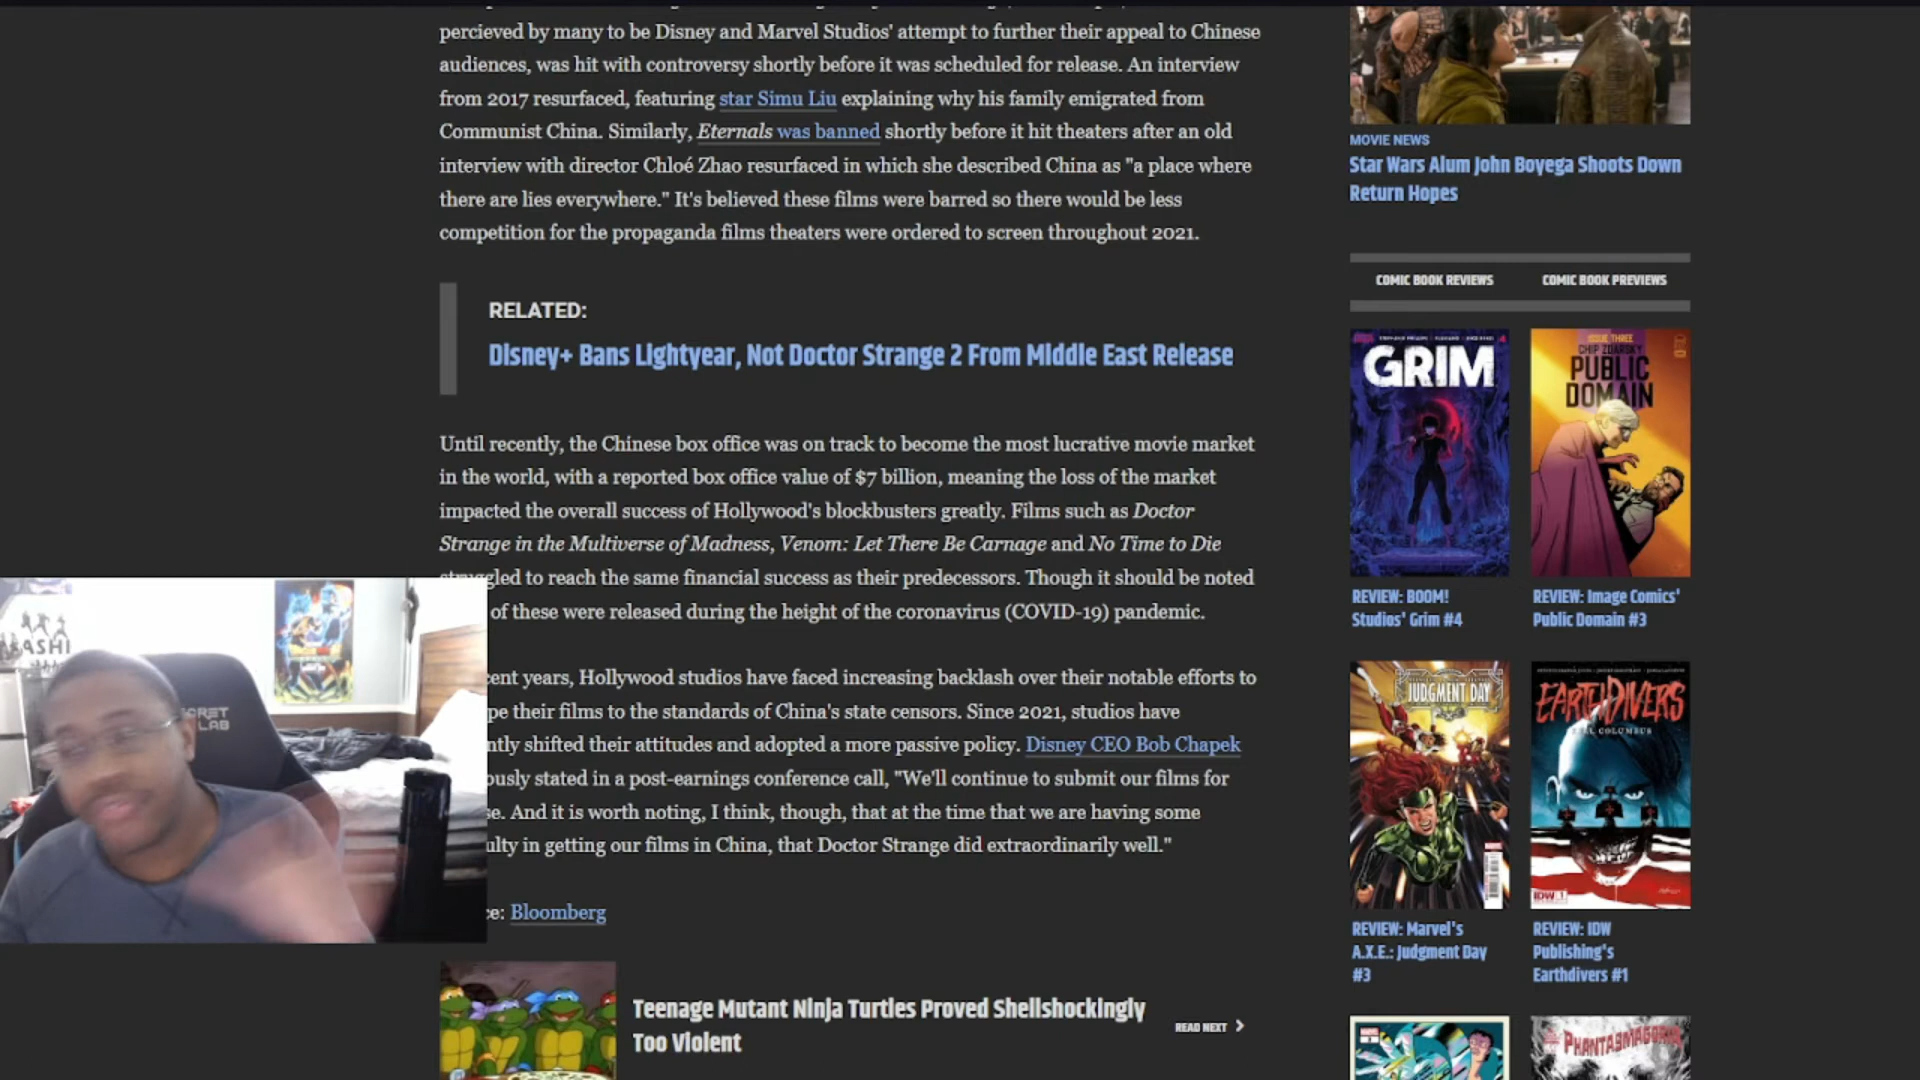 percieved by many to be Disney and Marvel Studios' attempt to further their appeal to Chinese
audiences, was hit with controversy shortly before it was scheduled for release. An interview
from 2017 resurfaced, featuring star Simu Liu explaining why his family emigrated from
Communist China. Similarly, Eternals was banned shortly before it hit theaters after an old
interview with director Chloé Zhao resurfaced in which she described China as "a place where
there are lies everywhere." It's believed these films were barred so there would be less
competition for the propaganda films theaters were ordered to screen throughout 2021.
RELATED:
Disney+ Bans Lightyear, Not Doctor Strange 2 From Middle East Release
Until recently, the Chinese box office was on track to become the most lucrative movie market
in the world, with a reported box office value of $7 billion, meaning the loss of the market
impacted the overall success of Hollywood's blockbusters greatly. Films such as Doctor
Strange in the Multiverse of Madness, Venom: Let There Be Carnage and No Time to Die
struggled to reach the same financial success as their predecessors. Though it should be noted
of these were released during the height of the coronavirus (COVID-19) pandemic.
cent years, Hollywood studios have faced increasing backlash over their notable efforts to
pe their films to the standards of China's state censors. Since 2021, studios have
ntly shifted their attitudes and adopted a more passive policy. Disney CEO Bob Chapek
ously stated in a post-earnings conference call, "We'll continue to submit our films for
se. And it is worth noting, I think, though, that at the time that we are having some
ulty in getting our films in China, that Doctor Strange did extraordinarily well."
ce: Bloomberg
Teenage Mutant Ninja Turtles Proved Shellshockingly
Too Violent
READ NEXT
ASHI
SECRET
LAB
MOVIE NEWS
Star Wars Alum John Boyega Shoots Down
Return Hopes
COMIC BOOK REVIEWS
COMIC BOOK PREVIEWS
GRIM
ISSUE THREE
CHIP ZDARSKY
PUBLIC
DOMAIN
REVIEW: BOOM!
Studios' Grim #4
REVIEW: Image Comics'
Public Domain #3
JUDGMENT DAY
EARTHDIVERS
KILL COLUMBUS
IDW
REVIEW: Marvel's
A.X.E.: Judgment Day
#3
REVIEW: IDW
Publishing's
Earthdivers #1
PHANTASMAGORIA